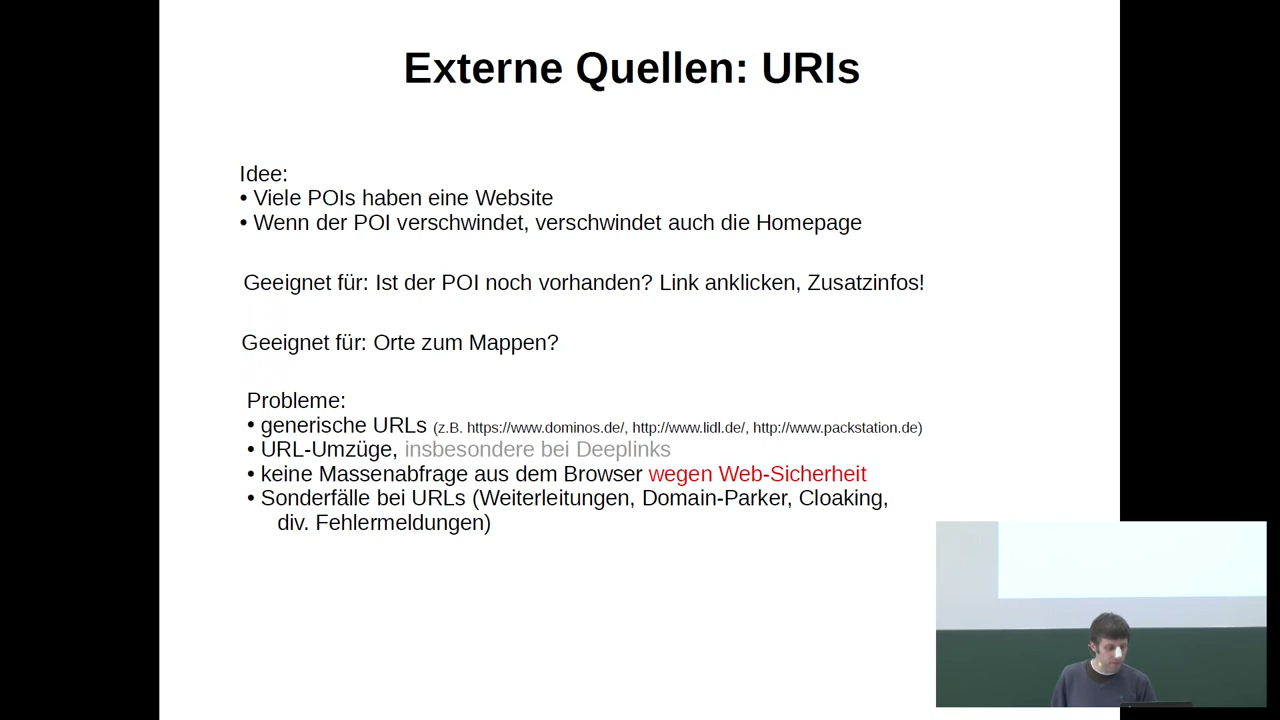 Externe Quellen: URIs
Idee:
• Viele POIs haben eine Website
• Wenn der POI verschwindet, verschwindet auch die Homepage
Geeignet für: Ist der POI noch vorhanden? Link anklicken, Zusatzinfos!
Geeignet für: Orte zum Mappen?
Probleme:
• generische URLs (z.B. https://www.dominos.de/, http://www.lidl.de/, http://www.packstation.de)
• URL-Umzüge, insbesondere bei Deeplinks
• keine Massenabfrage aus dem Browser wegen Web-Sicherheit
• Sonderfälle bei URLs (Weiterleitungen, Domain-Parker, Cloaking,
div. Fehlermeldungen)